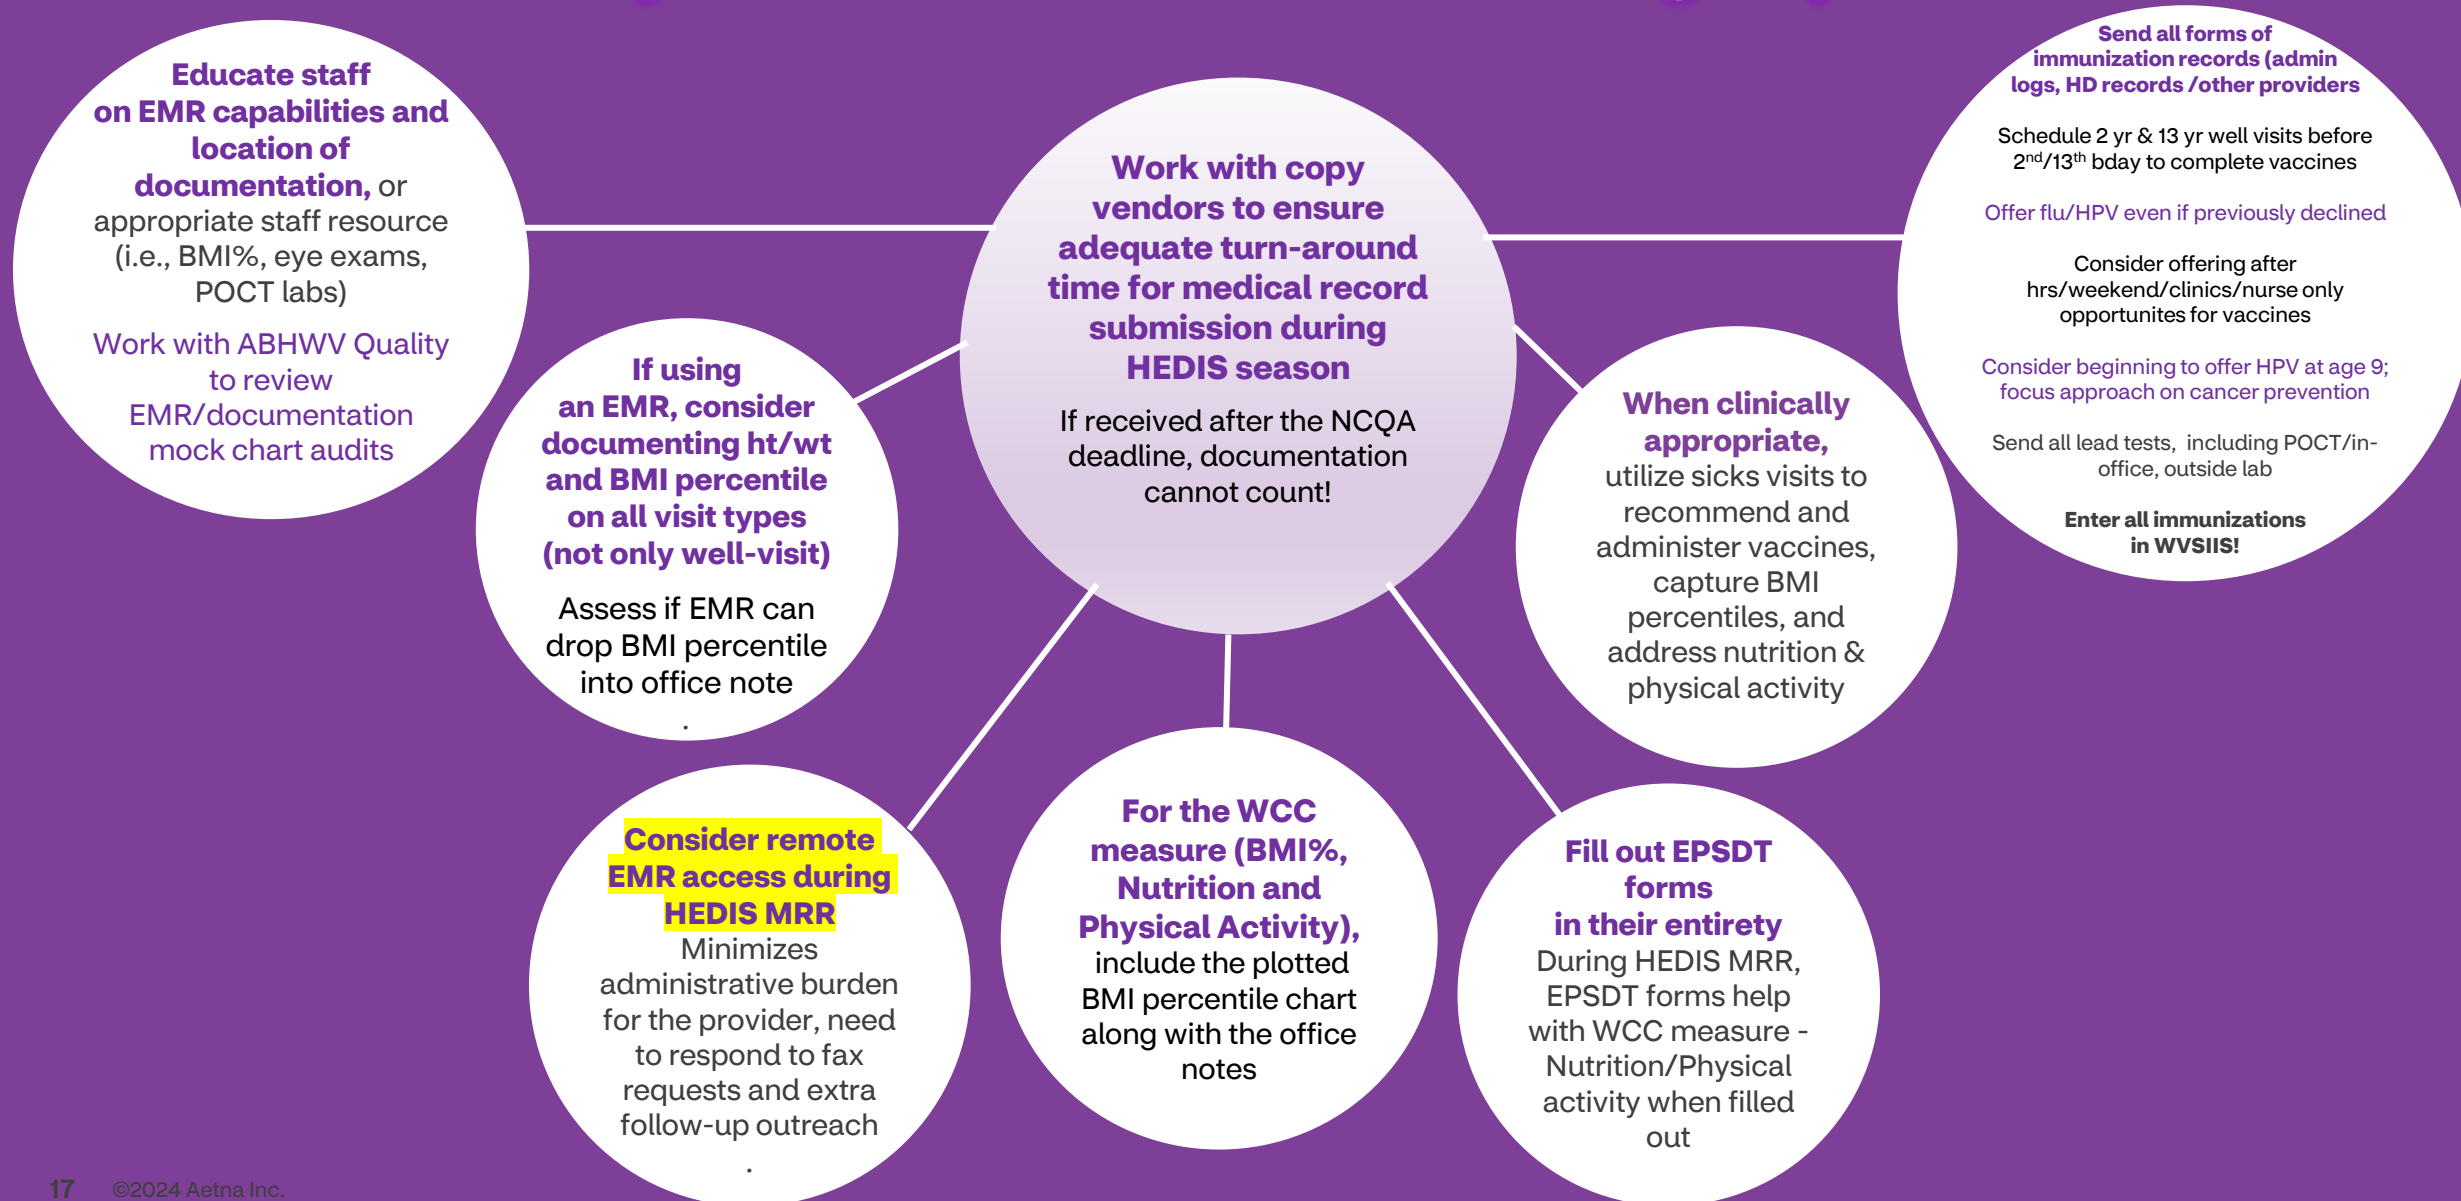 Educate staff
on EMR capabilities and
location of
documentation, or
appropriate staff resource
(i.e., BMI%, eye exams,
POCT labs)
Work with ABHWV Quality
to review
EMR/documentation
mock chart audits
If using
an EMR, consider
documenting ht/wt
and BMI percentile
on all visit types
(not only well-visit)
Assess if EMR can
drop BMI percentile
into office note
.
Work with copy
vendors to ensure
adequate turn-around
time for medical record
submission during
HEDIS season
If received after the NCQA
deadline, documentation
cannot count!
When clinically
appropriate,
utilize sicks visits to
recommend and
administer vaccines,
capture BMI
percentiles, and
address nutrition &
physical activity
Send all forms of
immunization records (admin
logs, HD records /other providers
Schedule 2 yr & 13 yr well visits before
2nd/13th bday to complete vaccines
Offer flu/HPV even if previously declined
Consider offering after
hrs/weekend/clinics/nurse only
opportunites for vaccines
Consider beginning to offer HPV at age 9;
focus approach on cancer prevention
Send all lead tests, including POCT/in-
office, outside lab
Enter all immunizations
in WVSIIS!
Consider remote
EMR access during
HEDIS MRR
Minimizes
administrative burden
for the provider, need
to respond to fax
requests and extra
follow-up outreach
.
For the WCC
measure (BMI%,
Nutrition and
Physical Activity),
include the plotted
BMI percentile chart
along with the office
notes
Fill out EPSDT
forms
in their entirety
During HEDIS MRR,
EPSDT forms help
with WCC measure -
Nutrition/Physical
activity when filled
out
17 ©2024 Aetna Inc.